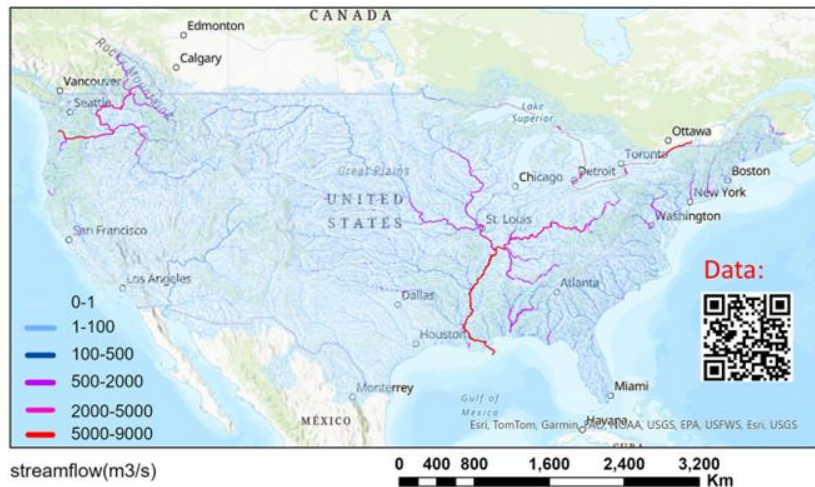 CANADA
Edmonton
Calgary
Rocky Mountains
Vancouver
Seattle
Lake
Superior
Ottawa
Toronto
Great Plains
Chicago
Detroit
Boston
New York
UNITED
STATES
St. Louis
Washington
San Francisco
Los Angeles
Atlanta
Data:
Dallas
Houston
0-1
1-100
100-500
500-2000
2000-5000
5000-9000
Monterrey
Miami
Gulf of
Mexico
MÉXICO
Havana
CUBA
Esri, TomTom, Garmin, FAO, NOAA, USGS, EPA, USFWS, Esri, USGS
streamflow(m3/s)
0 400 800 1,600 2,400 3,200
Km